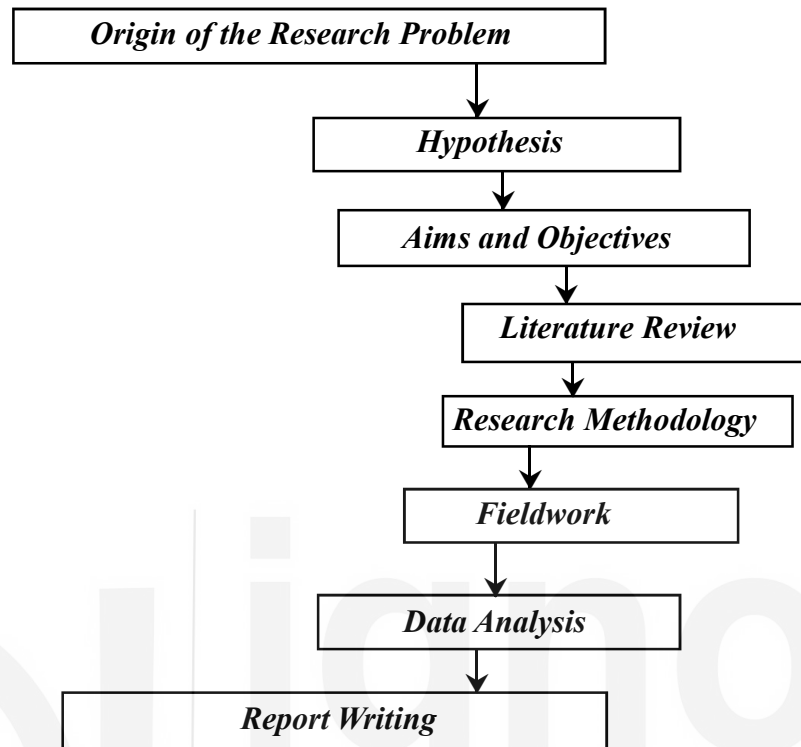 Origin of the Research Problem
Hypothesis
Aims and Objectives
Literature Review
Research Methodology
Fieldwork
Data Analysis
Report Writing